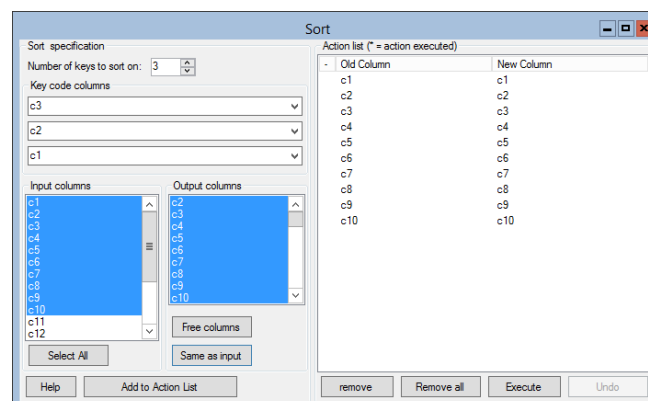 Sort
Sort specification
Number of keys to sort on: 3
Key code columns
c3
c2
c1
Input columns
c1
c2
c3
c4
c5
c6
c7
c8
c9
c10
c11
c12
Select All
Output columns
c2
c3
c4
c5
c6
c7
c8
c9
c10
Free columns
Same as input
Help
Add to Action List
Action list (* = action executed)
- Old Column New Column
c1 c1
c2 c2
c3 c3
c4 c4
c5 c5
c6 c6
c7 c7
c8 c8
c9 c9
c10 c10
remove
Remove all
Execute
Undo